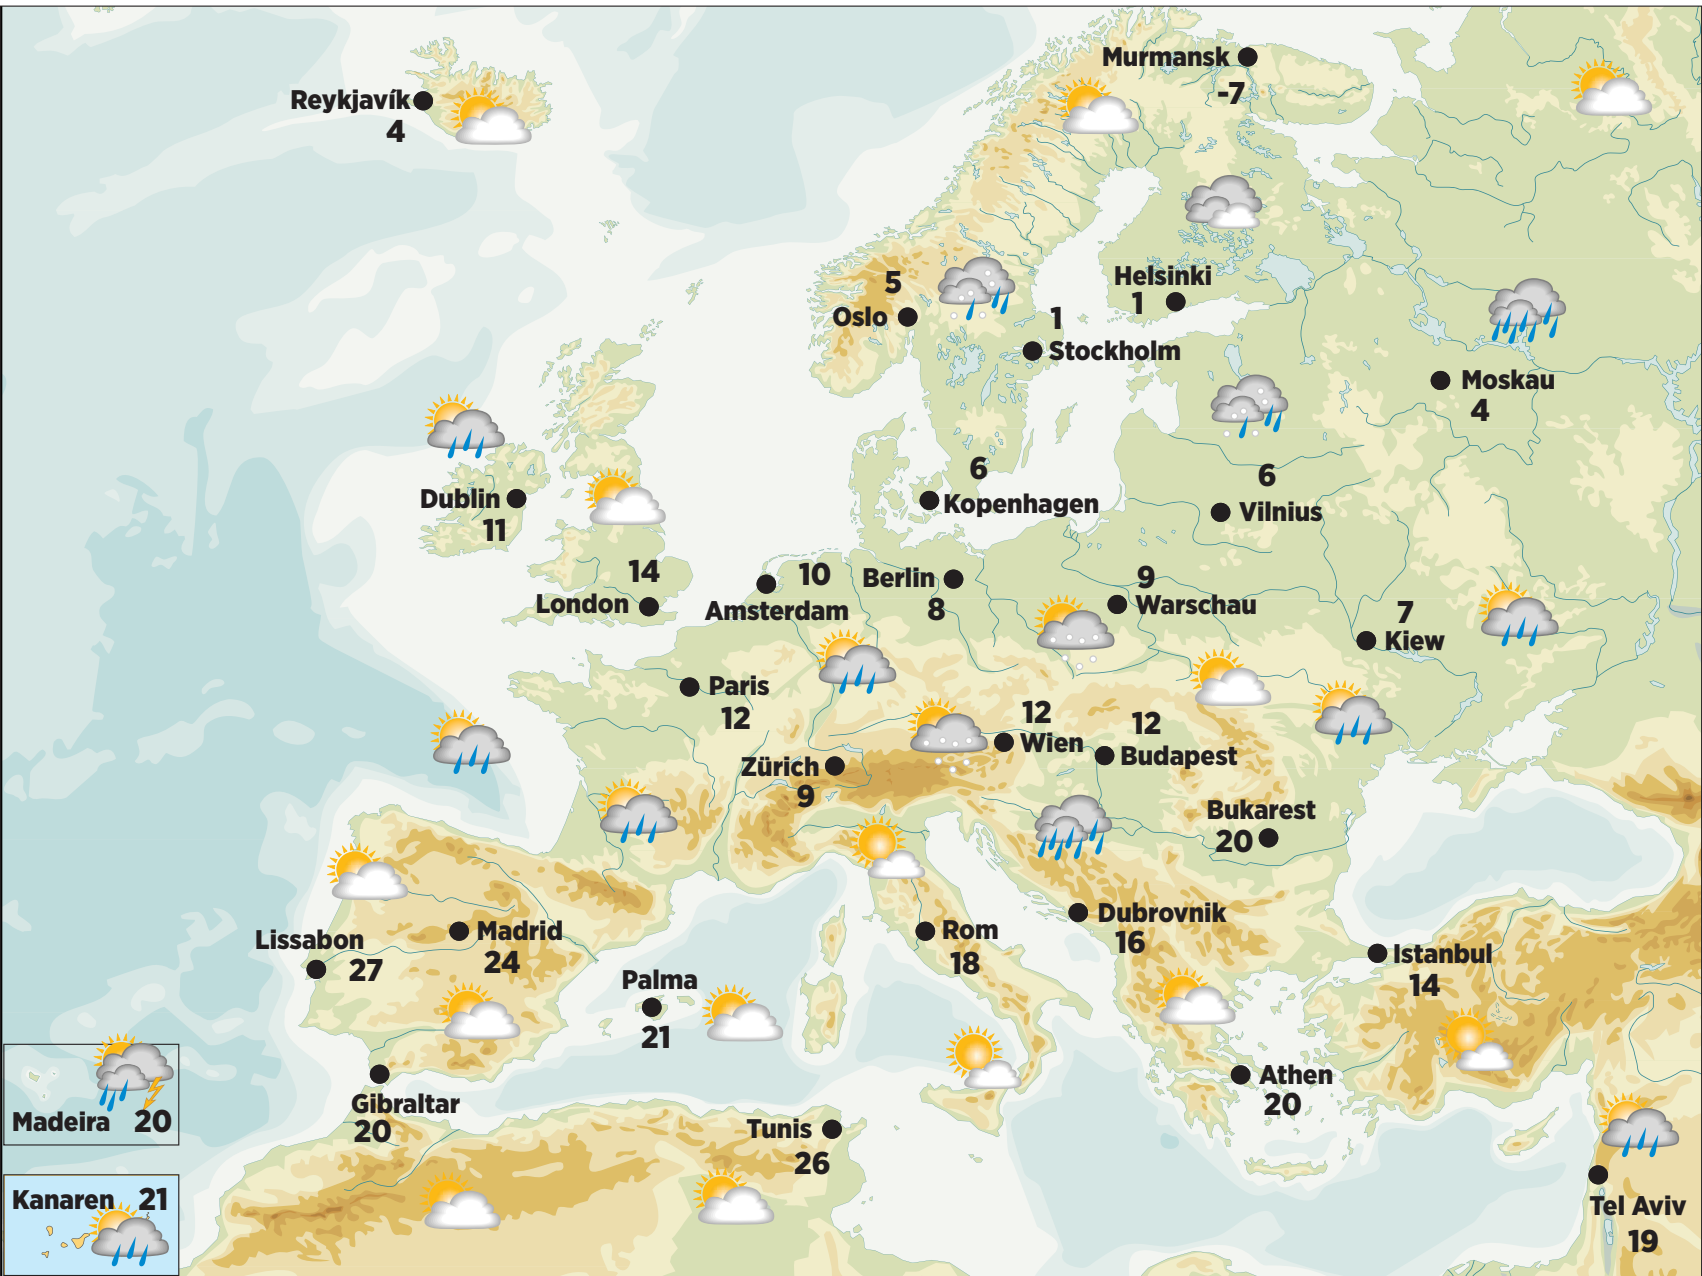 Murmansk
-7
Reykjavík
4
Helsinki
1
5
Oslo
1
Stockholm
Moskau
4
6
Kopenhagen
6
Vilnius
Dublin
11
14
London
10
Amsterdam
Berlin
8
9
Warschau
7
Kiew
Paris
12
12
Wien
12
Budapest
Zürich
9
Bukarest
20
Dubrovnik
16
Rom
18
Madrid
24
Lissabon
27
Istanbul
14
Palma
21
Athen
20
Gibraltar
20
Madeira 20
Tunis
26
Kanaren 21
Tel Aviv
19